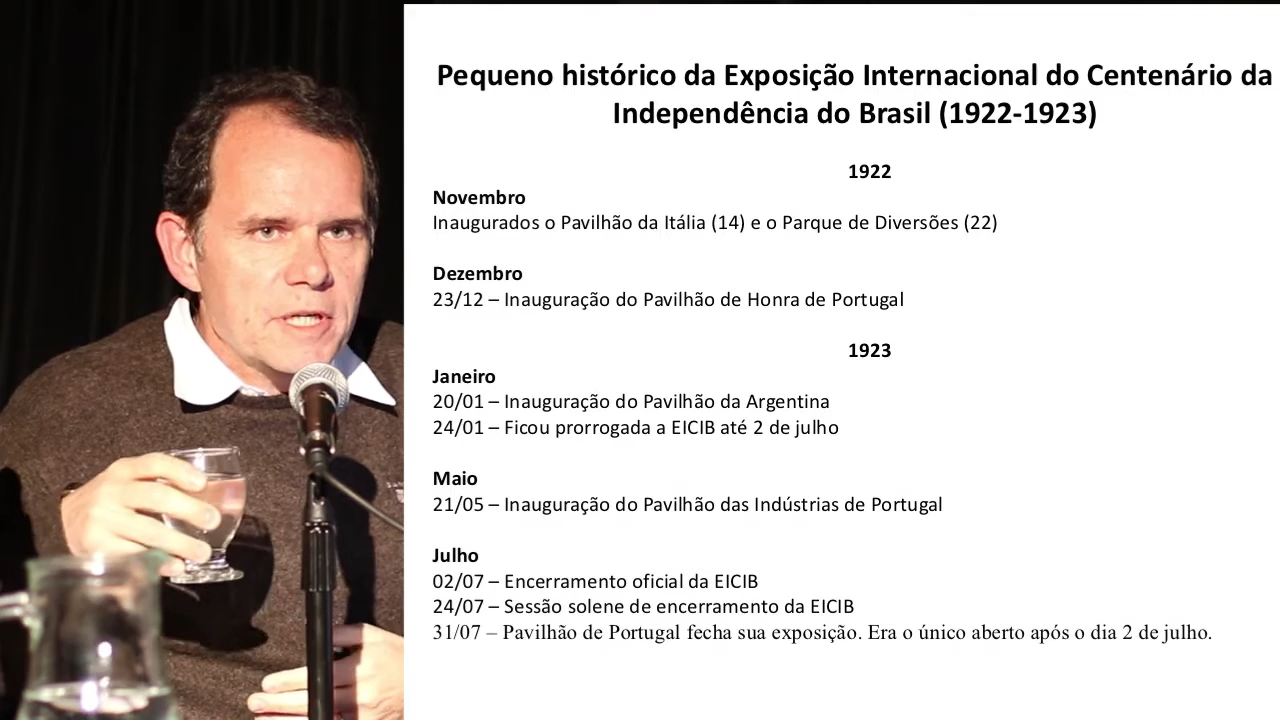 Pequeno histórico da Exposição Internacional do Centenário da
Independência do Brasil (1922-1923)
1922
Novembro
Inaugurados o Pavilhão da Itália (14) e o Parque de Diversões (22)
Dezembro
23/12 – Inauguração do Pavilhão de Honra de Portugal
1923
Janeiro
20/01 – Inauguração do Pavilhão da Argentina
24/01 – Ficou prorrogada a EICIB até 2 de julho
Maio
21/05 – Inauguração do Pavilhão das Indústrias de Portugal
Julho
02/07 – Encerramento oficial da EICIB
24/07 – Sessão solene de encerramento da EICIB
31/07 – Pavilhão de Portugal fecha sua exposição. Era o único aberto após o dia 2 de julho.